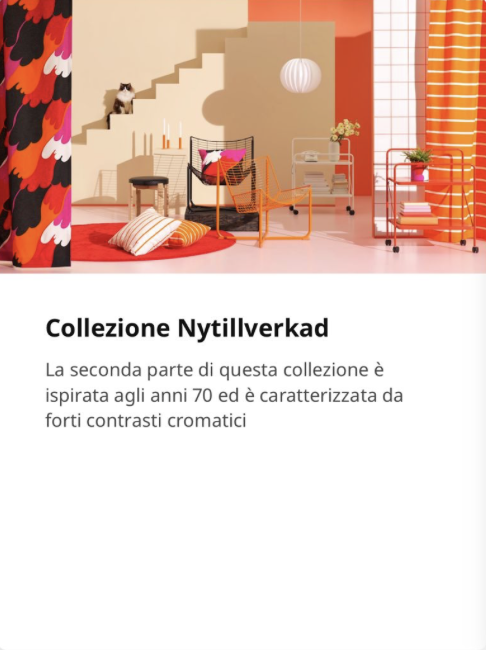 Collezione Nytillverkad
La seconda parte di questa collezione è
ispirata agli anni 70 ed è caratterizzata da
forti contrasti cromatici